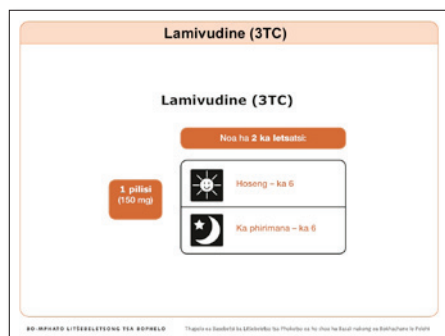 Lamivudine (3TC)
Lamivudine (3TC)
Noa ha 2 ka letsatsi:
1 pilisi
(150 mg)
Hoseng – ka 6
Ka phirimana – ka 6
BO-MPHATO LITŠEBELETSONG TSA BOPHELO